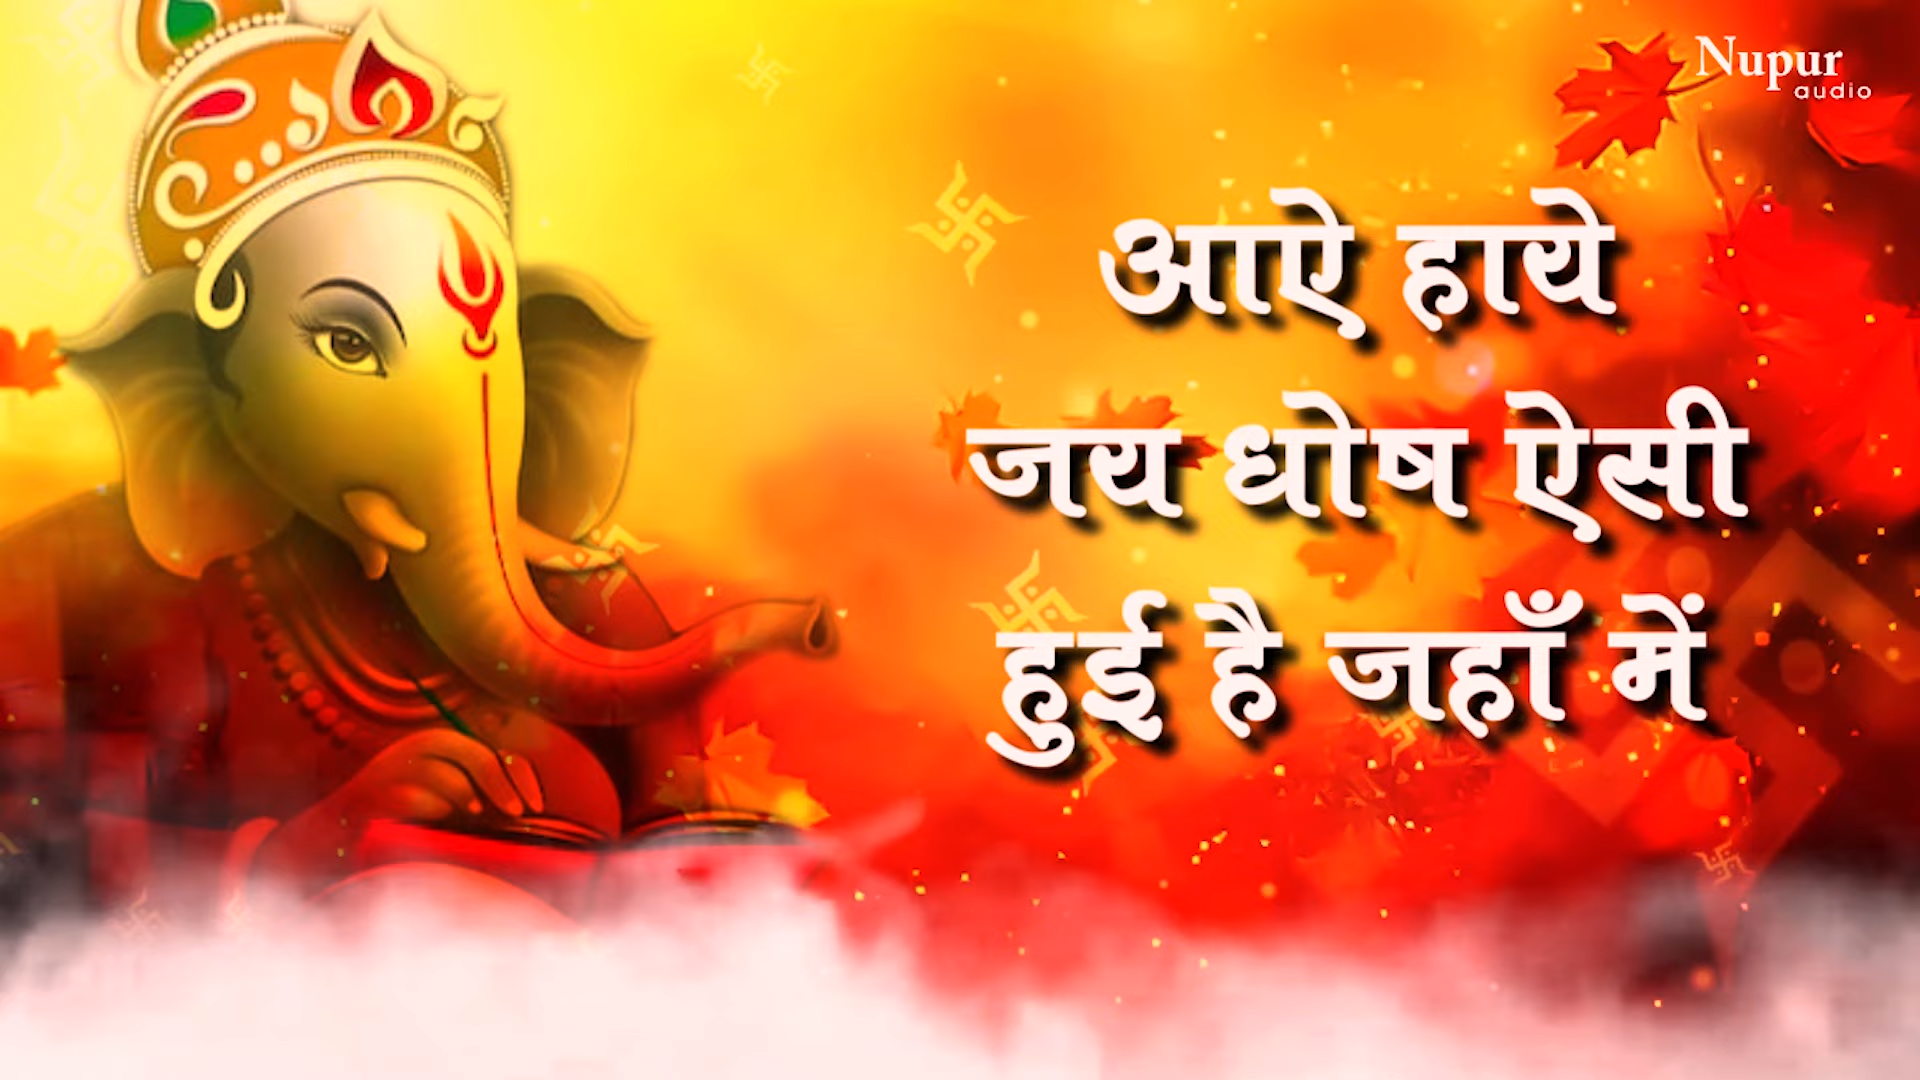 Nupur
audio
आऐ हाये
जय धोष ऐसी
हुई है जहाँ में